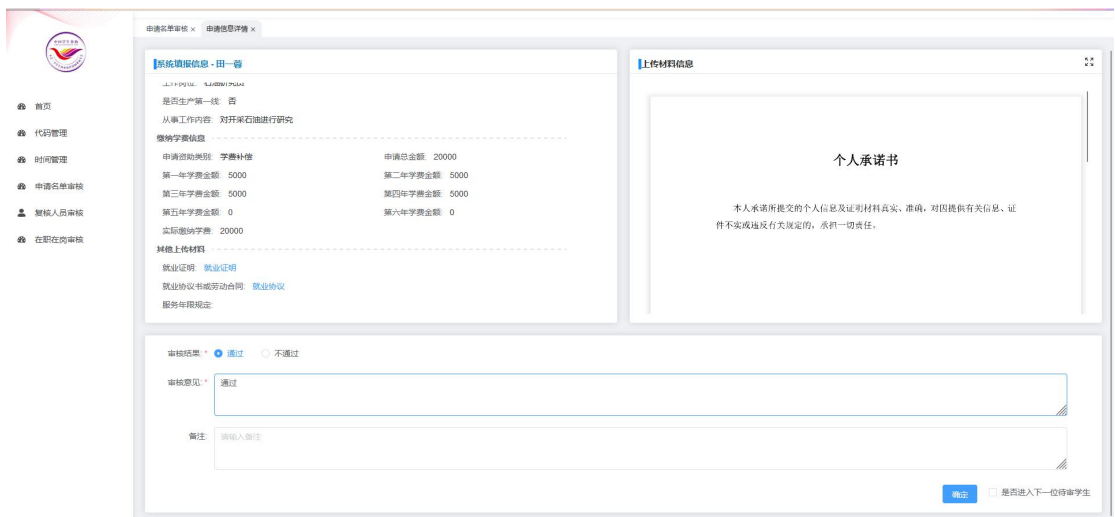 申请名单审核 × 申请信息详情 ×
首页
代码管理
时间管理
申请名单审核
复核人员审核
在职在岗审核
系统填报信息 - 田一蓉
工作岗位: 石油研究员
是否生产第一线: 否
从事工作内容: 对开采石油进行研究
缴纳学费信息
申请资助类别: 学费补偿 申请总金额: 20000
第一年学费金额: 5000 第二年学费金额: 5000
第三年学费金额: 5000 第四年学费金额: 5000
第五年学费金额: 0 第六年学费金额: 0
实际缴纳学费: 20000
其他上传材料
就业证明: 就业证明
就业协议书或劳动合同: 就业协议
服务年限规定:
上传材料信息
个人承诺书
本人承诺所提交的个人信息及证明材料真实、准确,对因提供有关信息、证
件不实或违反有关规定的,承担一切责任。
审核结果: * 通过 不通过
审核意见: * 通过
备注: 请输入备注
确定 是否进入下一位待审学生